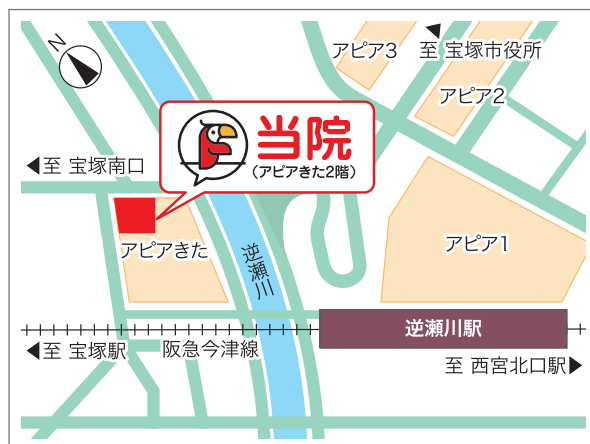 N
アピア3
至 宝塚市役所
アピア2
当院
(アピアきた2階)
至 宝塚南口
アピアきた
逆瀬川
アピア1
逆瀬川駅
至 宝塚駅
阪急今津線
至 西宮北口駅